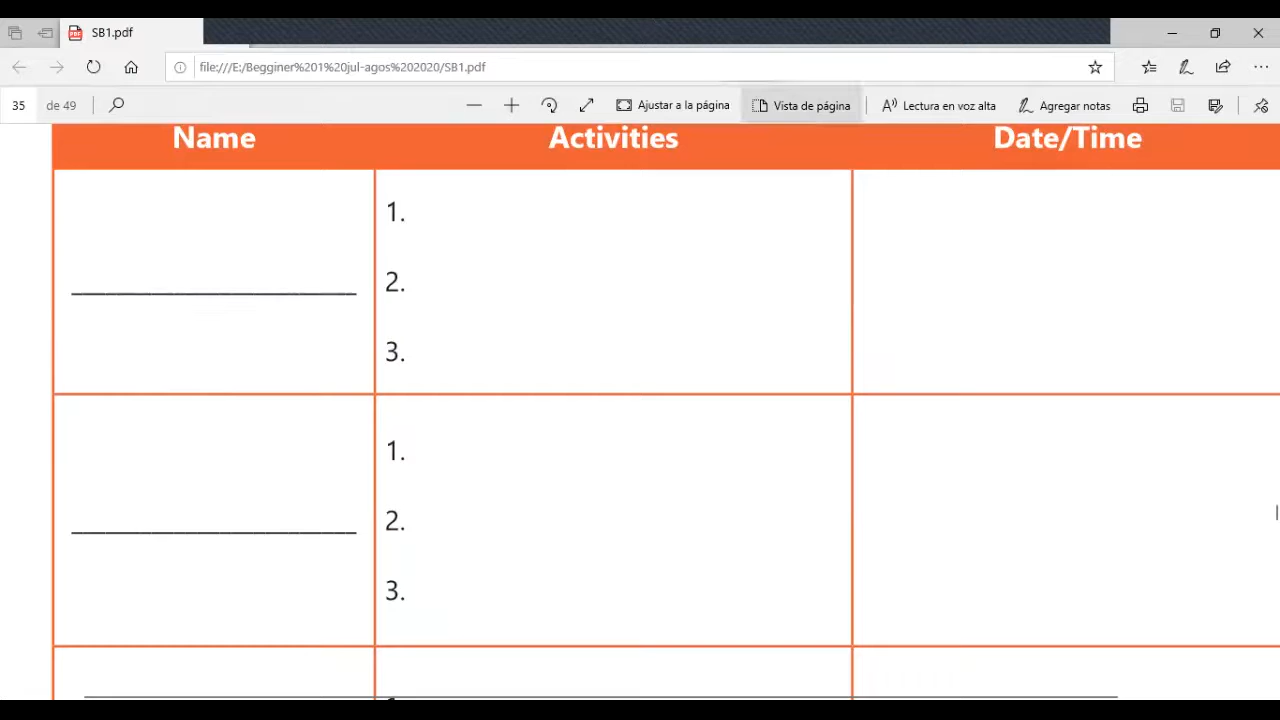 SB1.pdf
file:///E:/Begginer%201%20jul-agos%202020/SB1.pdf
35 de 49 Ajustar a la página Vista de página Lectura en voz alta Agregar notas
Name Activities Date/Time
1.
2.
3.
1.
2.
3.